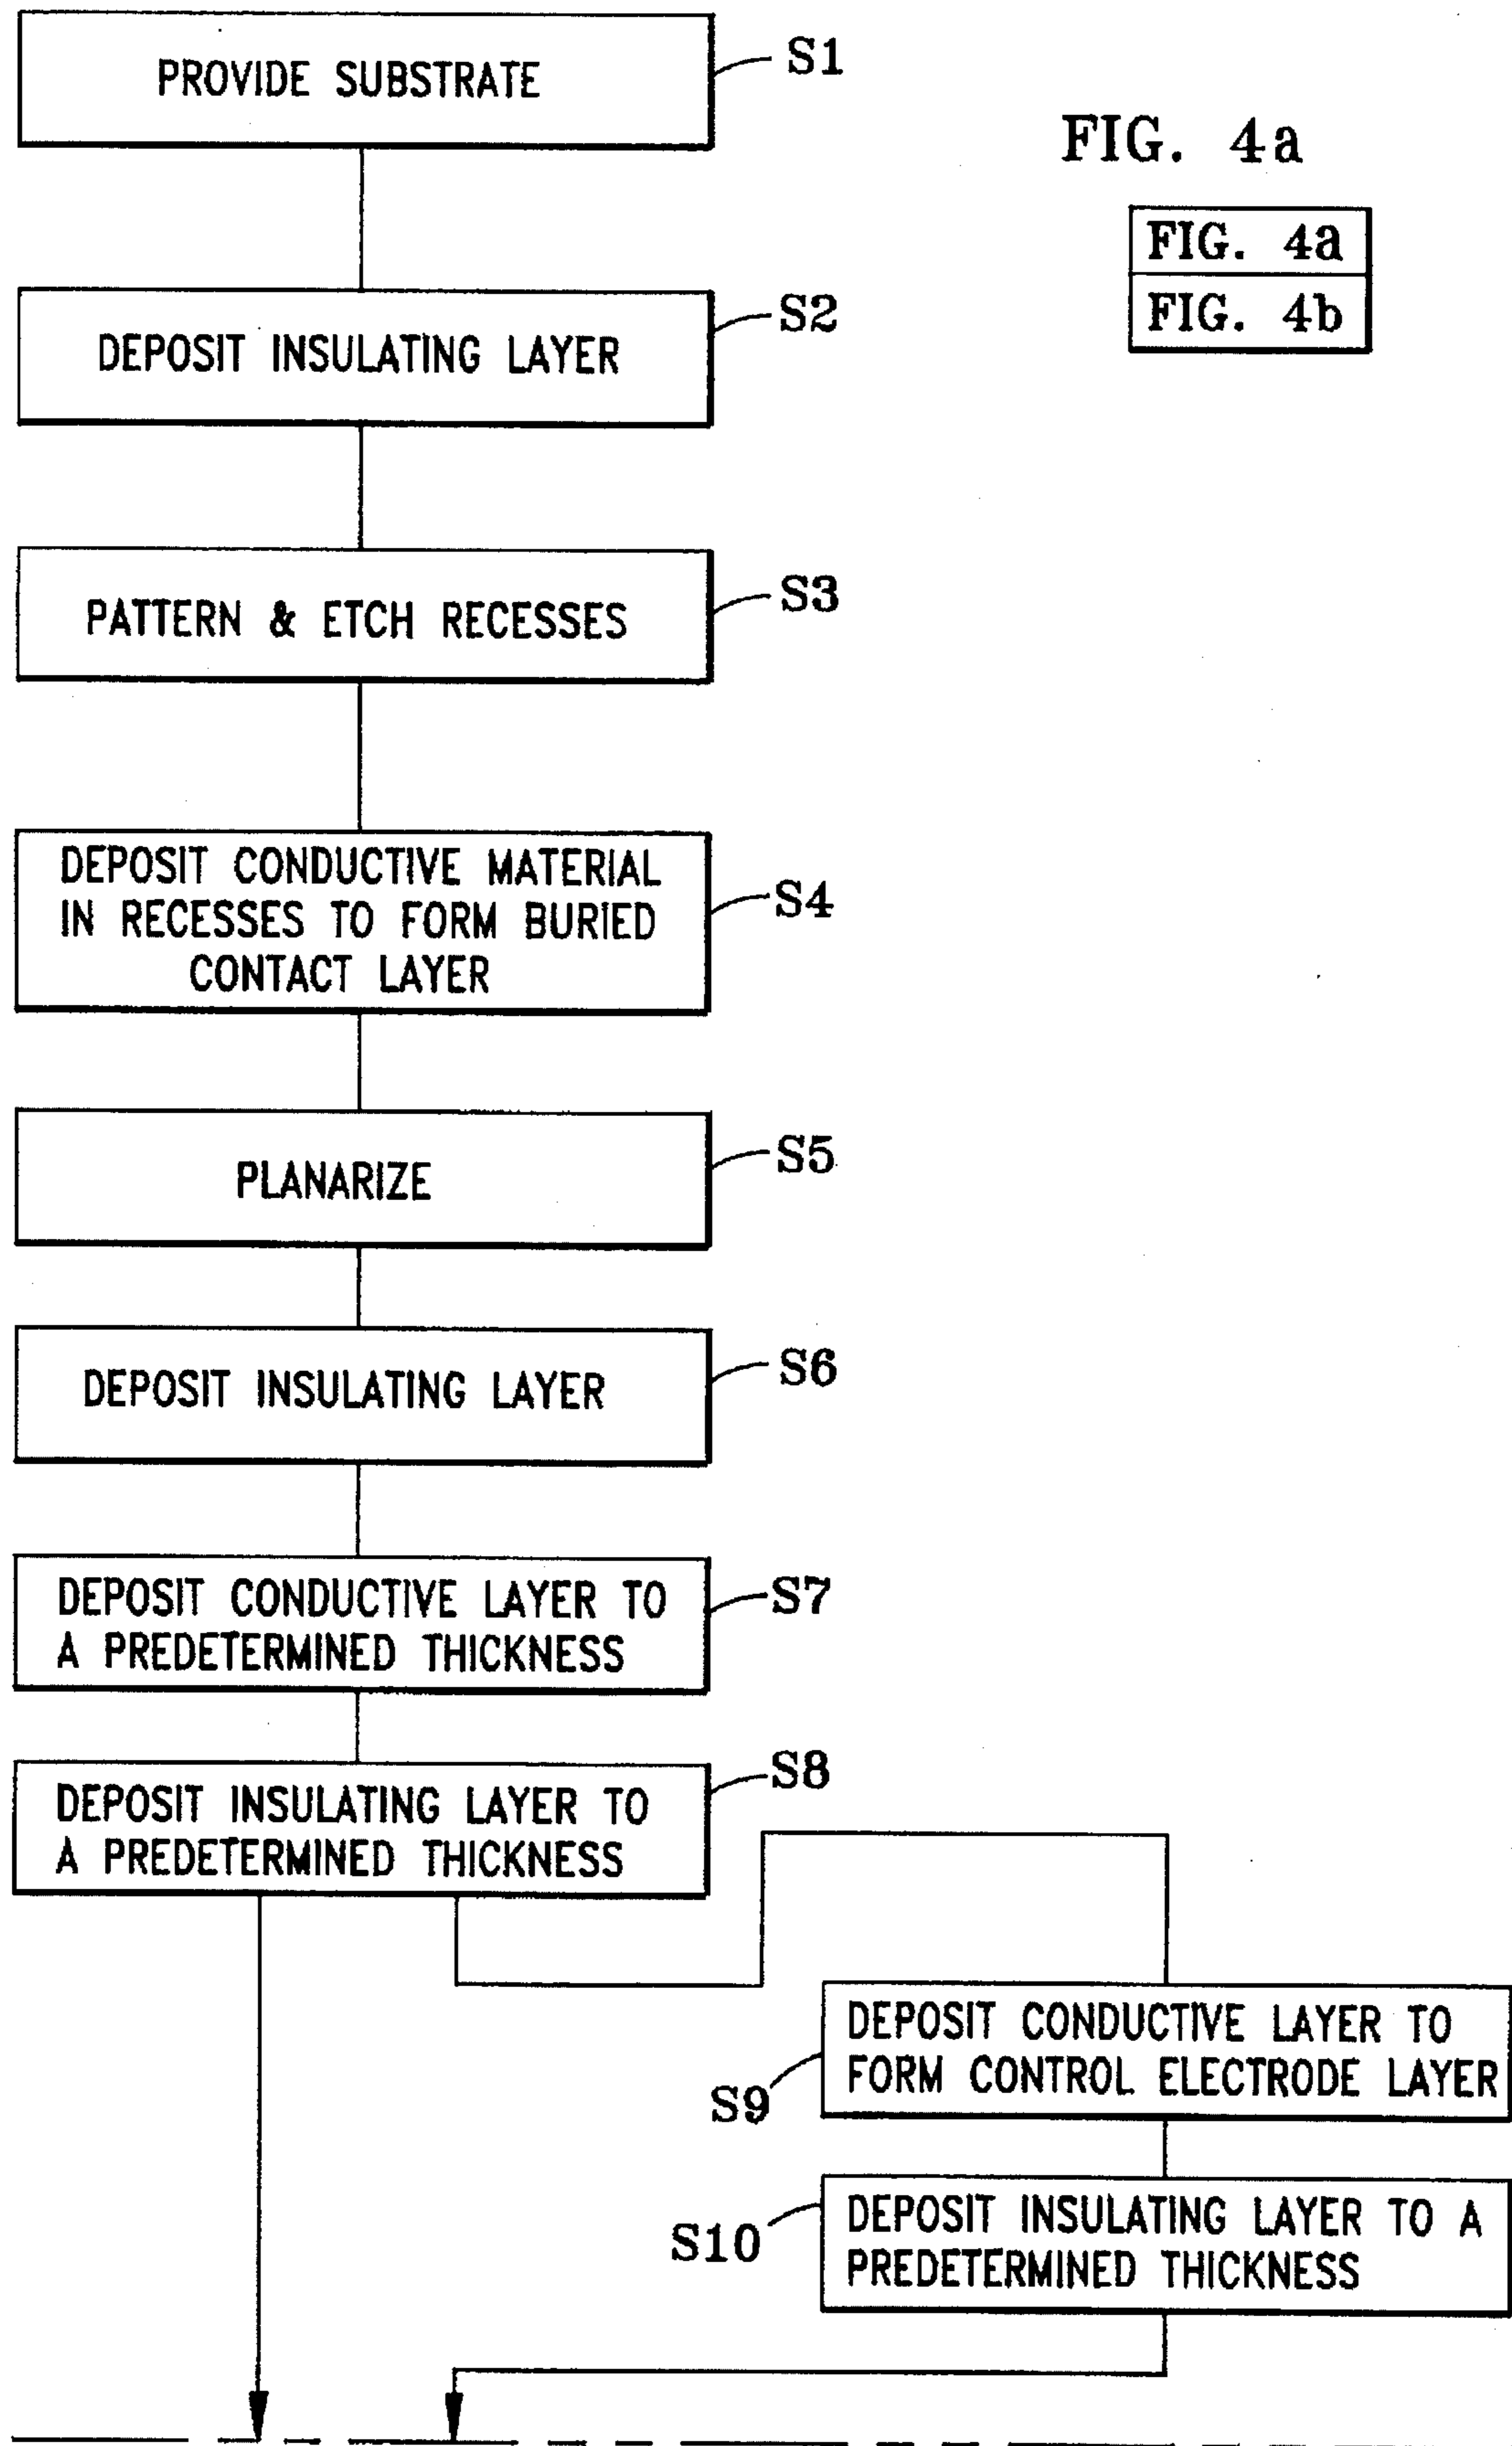 PROVIDE SUBSTRATE
S1
FIG. 4a
FIG. 4a
FIG. 4b
DEPOSIT INSULATING LAYER
S2
PATTERN & ETCH RECESSES
S3
DEPOSIT CONDUCTIVE MATERIAL
IN RECESSES TO FORM BURIED
CONTACT LAYER
S4
PLANARIZE
S5
DEPOSIT INSULATING LAYER
S6
DEPOSIT CONDUCTIVE LAYER TO
A PREDETERMINED THICKNESS
S7
DEPOSIT INSULATING LAYER TO
A PREDETERMINED THICKNESS
S8
DEPOSIT CONDUCTIVE LAYER TO
FORM CONTROL ELECTRODE LAYER
S9
DEPOSIT INSULATING LAYER TO A
PREDETERMINED THICKNESS
S10